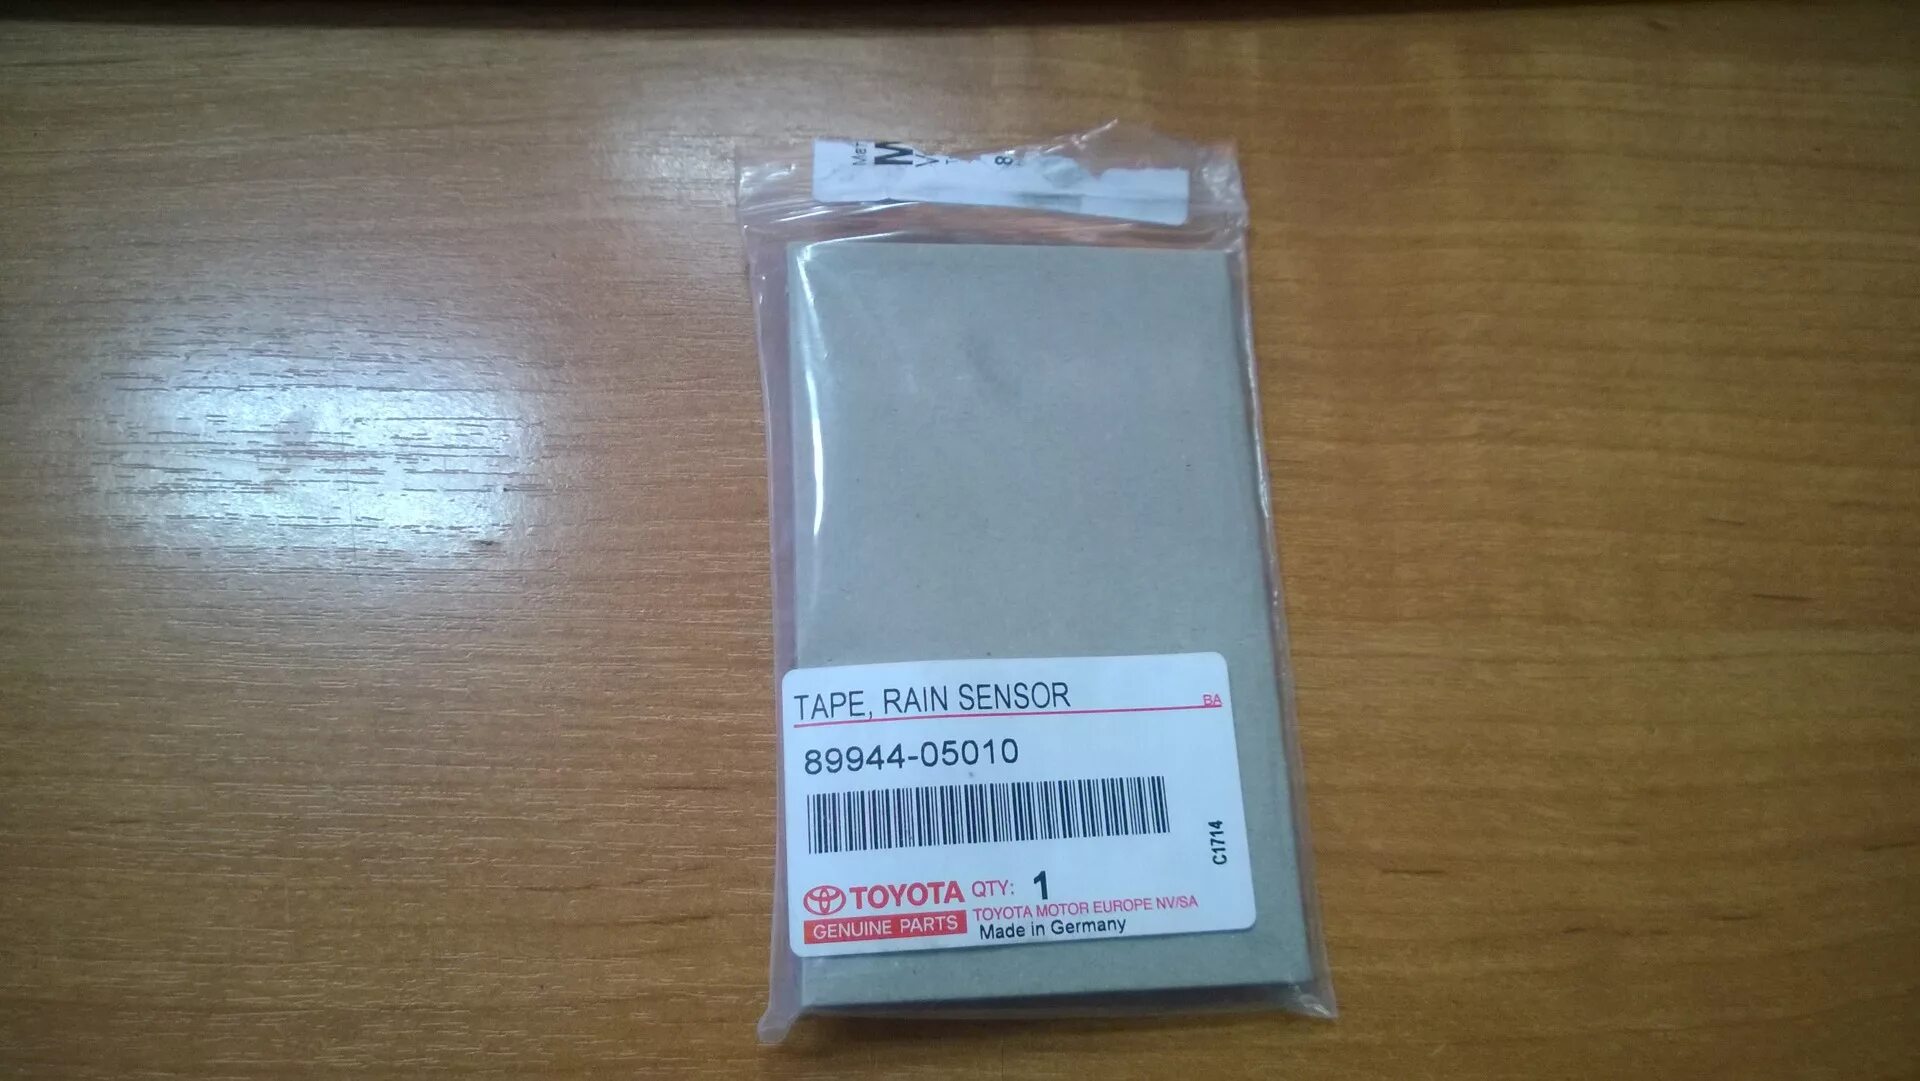 M
8
TAPE, RAIN SENSOR
BA
89944-05010
C1714
TOYOTA QTY: 1
GENUINE PARTS
TOYOTA MOTOR EUROPE NV/SA
Made in Germany